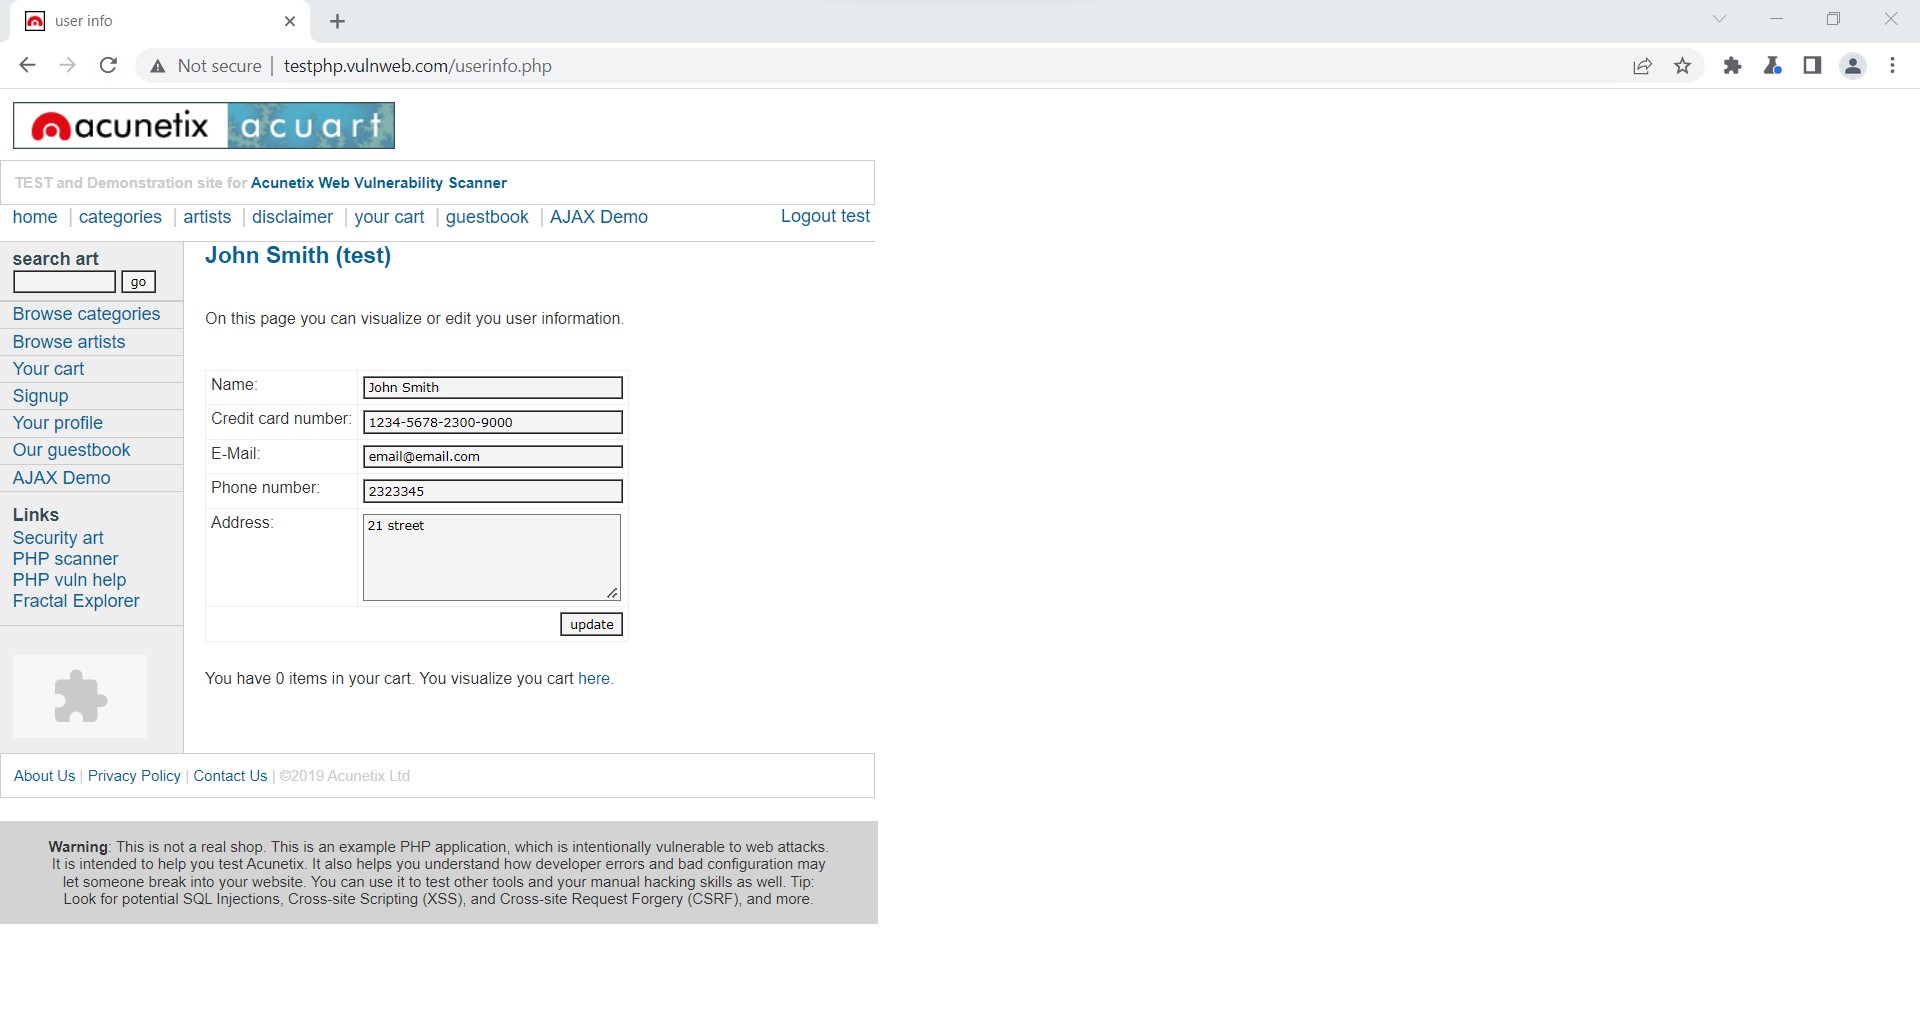 user info
Not secure | testphp.vulnweb.com/userinfo.php
acunetix acuart
TEST and Demonstration site for Acunetix Web Vulnerability Scanner
home | categories | artists | disclaimer | your cart | guestbook | AJAX Demo Logout test
search art
go
Browse categories
Browse artists
Your cart
Signup
Your profile
Our guestbook
AJAX Demo
Links
Security art
PHP scanner
PHP vuln help
Fractal Explorer
John Smith (test)
On this page you can visualize or edit you user information.
Name: John Smith
Credit card number: 1234-5678-2300-9000
E-Mail: email@email.com
Phone number: 2323345
Address: 21 street
update
You have 0 items in your cart. You visualize you cart here.
About Us | Privacy Policy | Contact Us | ©2019 Acunetix Ltd
Warning: This is not a real shop. This is an example PHP application, which is intentionally vulnerable to web attacks.
It is intended to help you test Acunetix. It also helps you understand how developer errors and bad configuration may
let someone break into your website. You can use it to test other tools and your manual hacking skills as well. Tip:
Look for potential SQL Injections, Cross-site Scripting (XSS), and Cross-site Request Forgery (CSRF), and more.